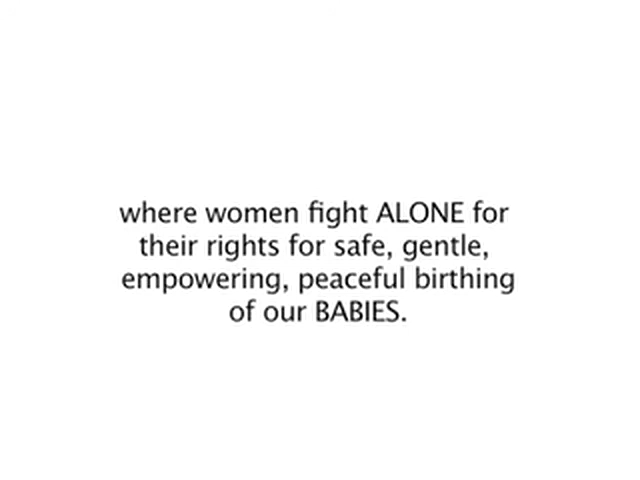 where women fight ALONE for
their rights for safe, gentle,
empowering, peaceful birthing
of our BABIES.